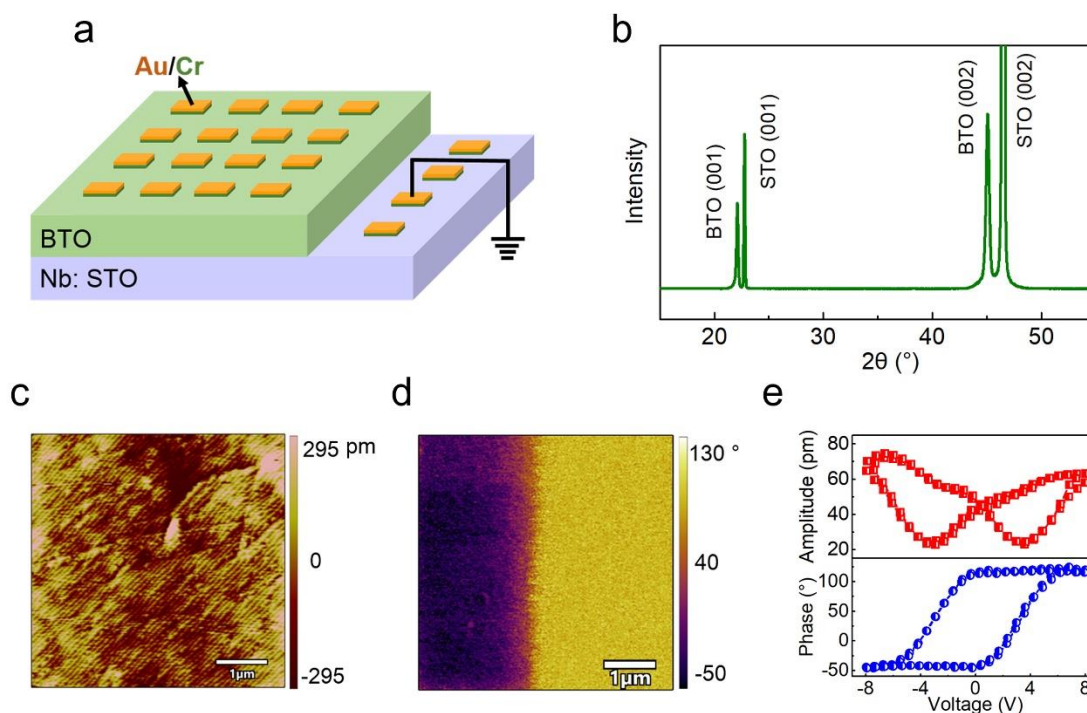 a
Au/Cr
BTO
Nb: STO
b
Intensity
BTO (001)
STO (001)
BTO (002)
STO (002)
20
30
40
50
2θ (°)
c
295 pm
0
-295
1μm
d
130 °
40
-50
1μm
e
Amplitude (pm)
80
60
40
20
Phase (°)
100
50
0
-50
-8
-4
0
4
8
Voltage (V)